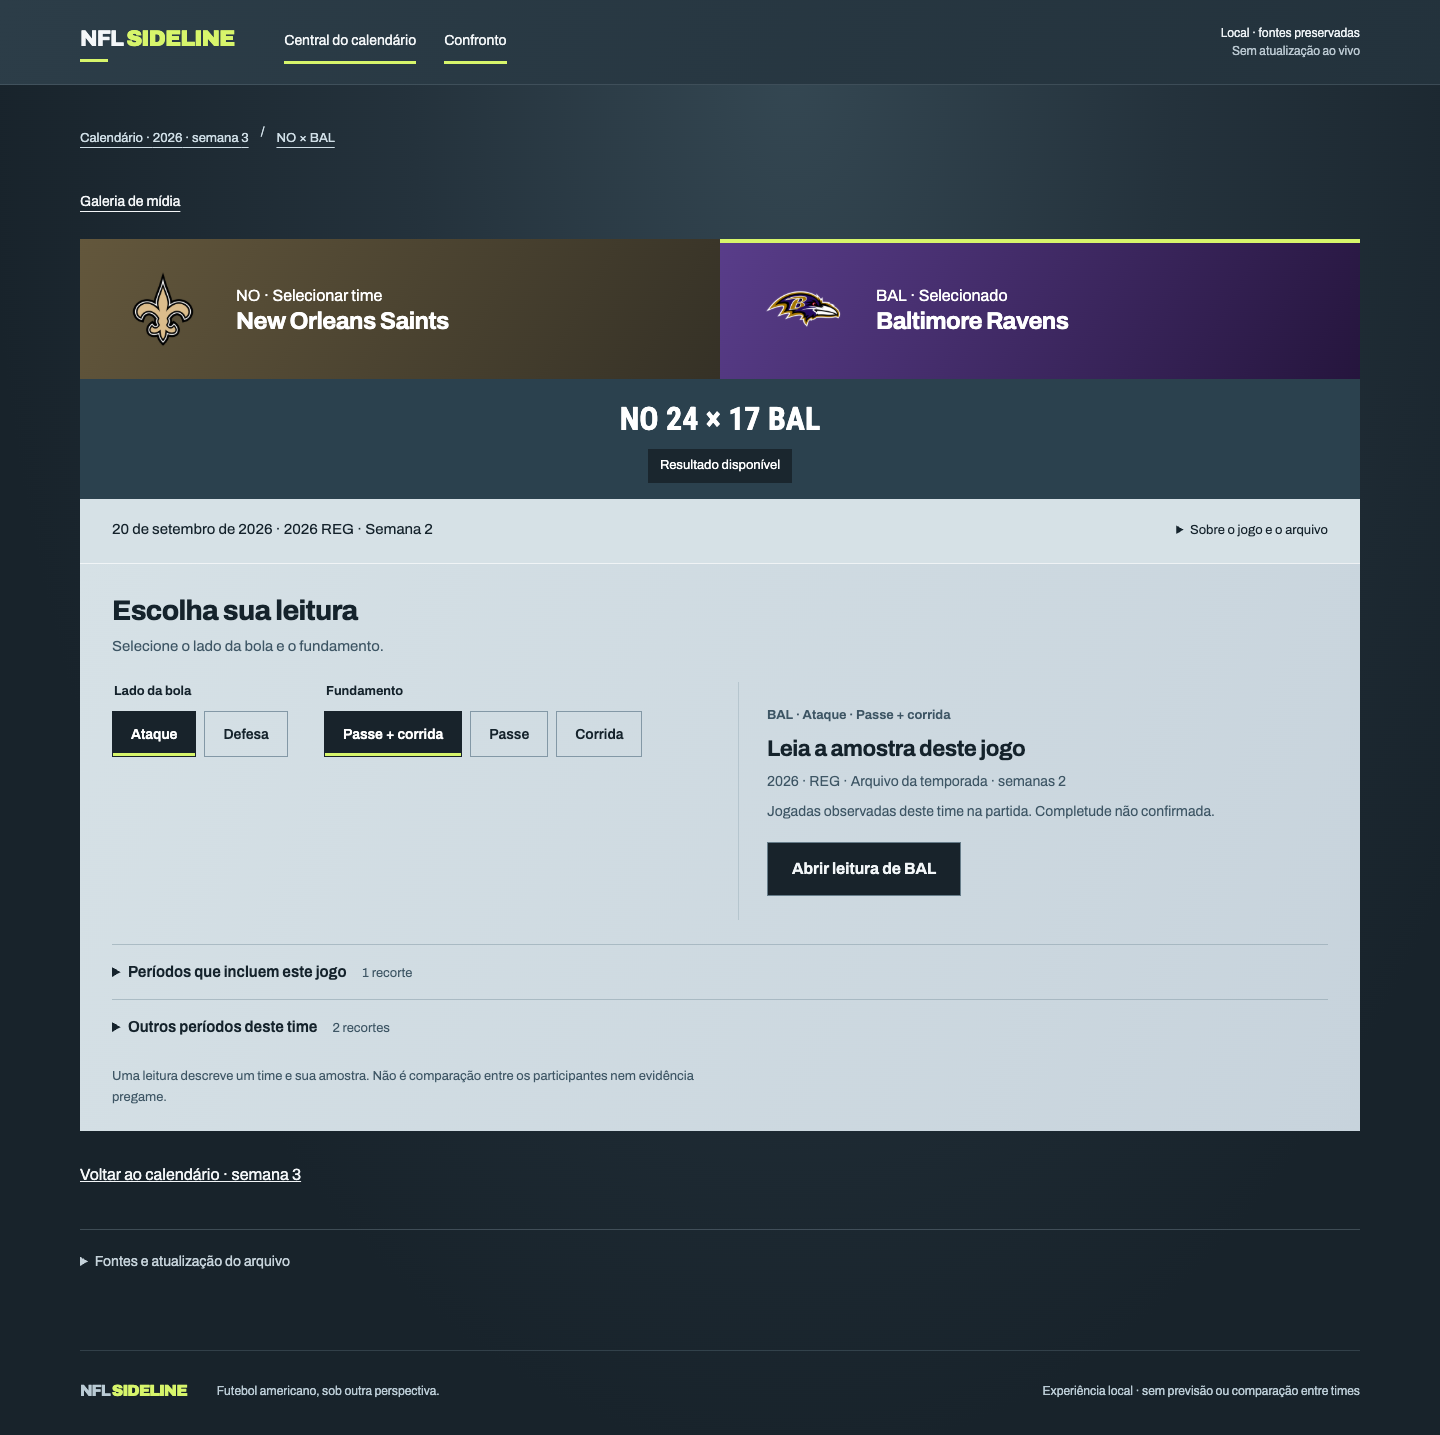 NFL SIDELINE
Central do calendário
Confronto
Local · fontes preservadas
Sem atualização ao vivo
Calendário · 2026 · semana 3 / NO × BAL
Galeria de mídia
NO · Selecionar time
New Orleans Saints
BAL · Selecionado
Baltimore Ravens
NO 24 × 17 BAL
Resultado disponível
20 de setembro de 2026 · 2026 REG · Semana 2
▶ Sobre o jogo e o arquivo
Escolha sua leitura
Selecione o lado da bola e o fundamento.
Lado da bola
Ataque
Defesa
Fundamento
Passe + corrida
Passe
Corrida
BAL · Ataque · Passe + corrida
Leia a amostra deste jogo
2026 · REG · Arquivo da temporada · semanas 2
Jogadas observadas deste time na partida. Completude não confirmada.
Abrir leitura de BAL
▶ Períodos que incluem este jogo 1 recorte
▶ Outros períodos deste time 2 recortes
Uma leitura descreve um time e sua amostra. Não é comparação entre os participantes nem evidência
pregame.
Voltar ao calendário · semana 3
▶ Fontes e atualização do arquivo
NFL SIDELINE
Futebol americano, sob outra perspectiva.
Experiência local · sem previsão ou comparação entre times